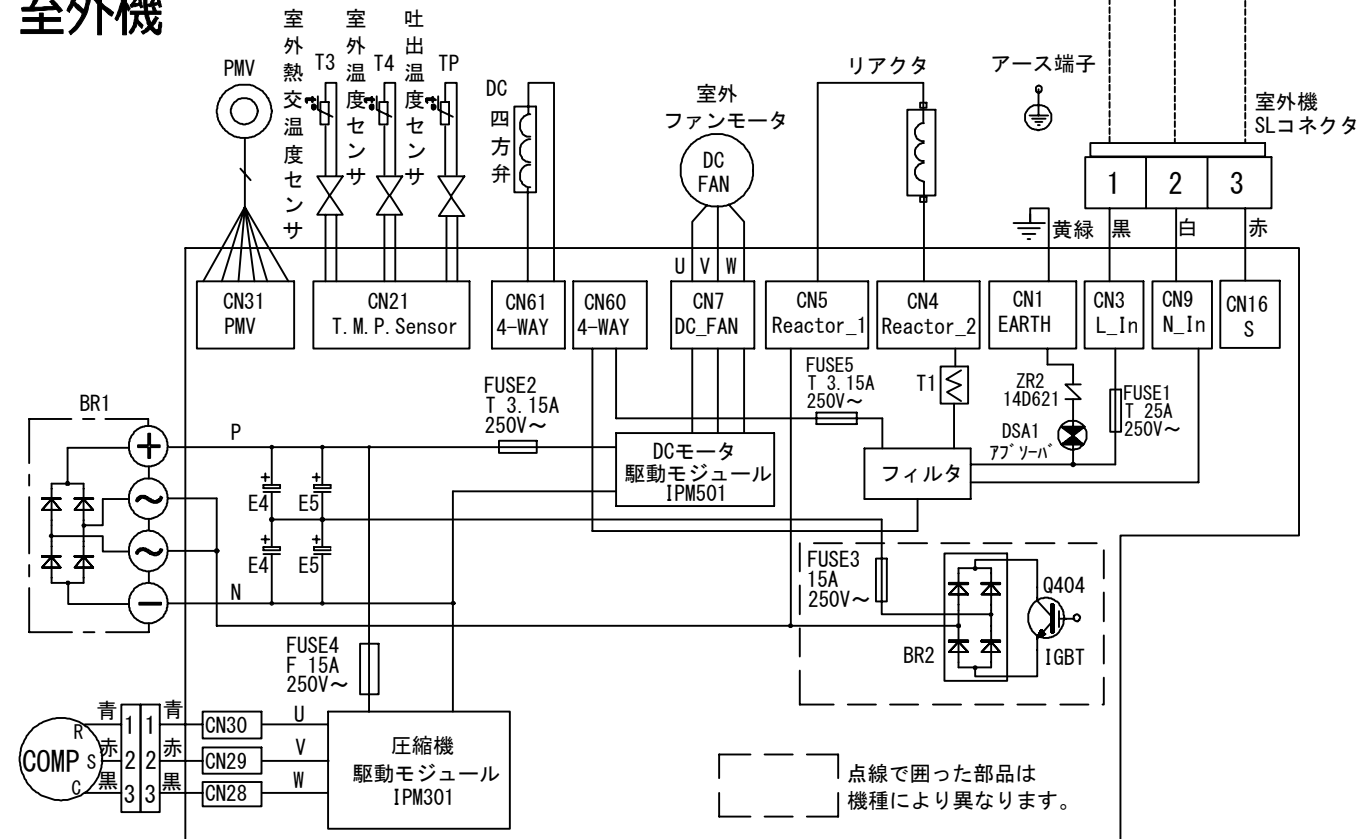 室外機
PMV
室外熱交温度センサ
T3
室外温度センサ
T4
吐出温度センサ
TP
DC
四方弁
室外
ファンモータ
DC
FAN
リアクタ
アース端子
室外機
SLコネクタ
1
2
3
黄緑
黒
白
赤
U
V
W
CN31
PMV
CN21
T.M.P.Sensor
CN61
4-WAY
CN60
4-WAY
CN7
DC_FAN
CN5
Reactor_1
CN4
Reactor_2
CN1
EARTH
CN3
L_In
CN9
N_In
CN16
S
FUSE2
T 3.15A
250V~
FUSE5
T 3.15A
250V~
T1
ZR2
14D621
DSA1
アブソーバ
FUSE1
T 25A
250V~
BR1
P
E4
E5
E4
E5
N
DCモータ
駆動モジュール
IPM501
フィルタ
FUSE3
15A
250V~
BR2
Q404
IGBT
FUSE4
F 15A
250V~
COMP
R
S
C
青
赤
黒
1
2
3
1
2
3
青
赤
黒
CN30
CN29
CN28
U
V
W
圧縮機
駆動モジュール
IPM301
点線で囲った部品は
機種により異なります。